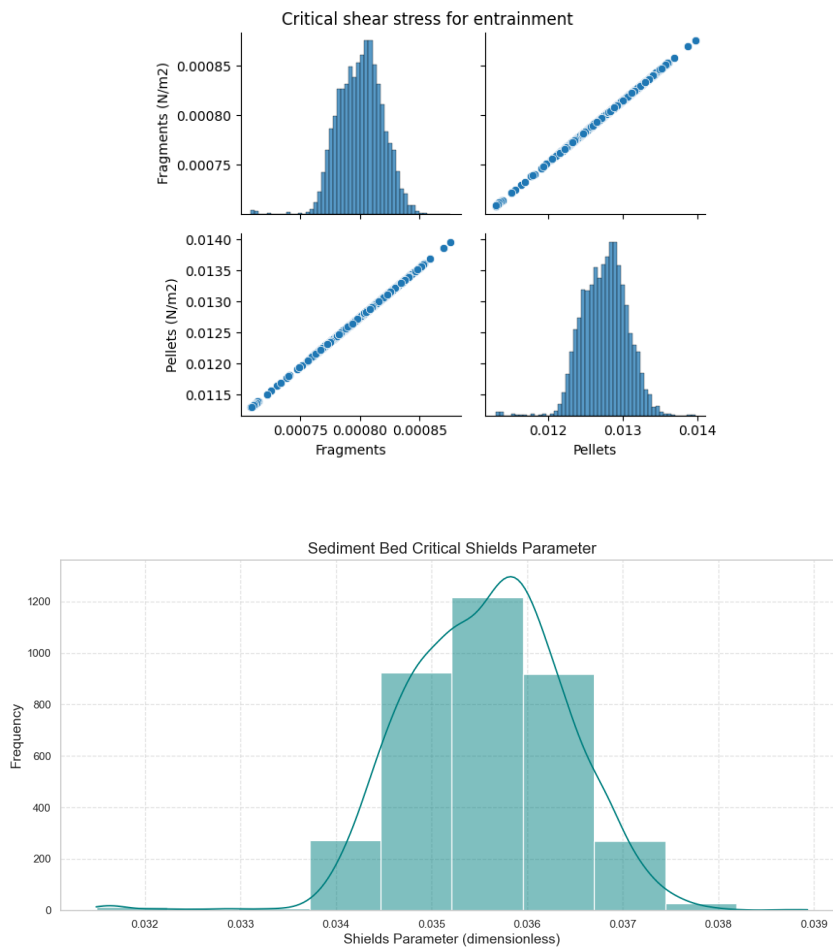 Critical shear stress for entrainment
Fragments (N/m2)
0.00085
0.00080
0.00075
Pellets (N/m2)
0.0140
0.0135
0.0130
0.0125
0.0120
0.0115
0.00075 0.00080 0.00085
Fragments
0.012 0.013 0.014
Pellets
Sediment Bed Critical Shields Parameter
Frequency
1200
1000
800
600
400
200
0
0.032 0.033 0.034 0.035 0.036 0.037 0.038 0.039
Shields Parameter (dimensionless)